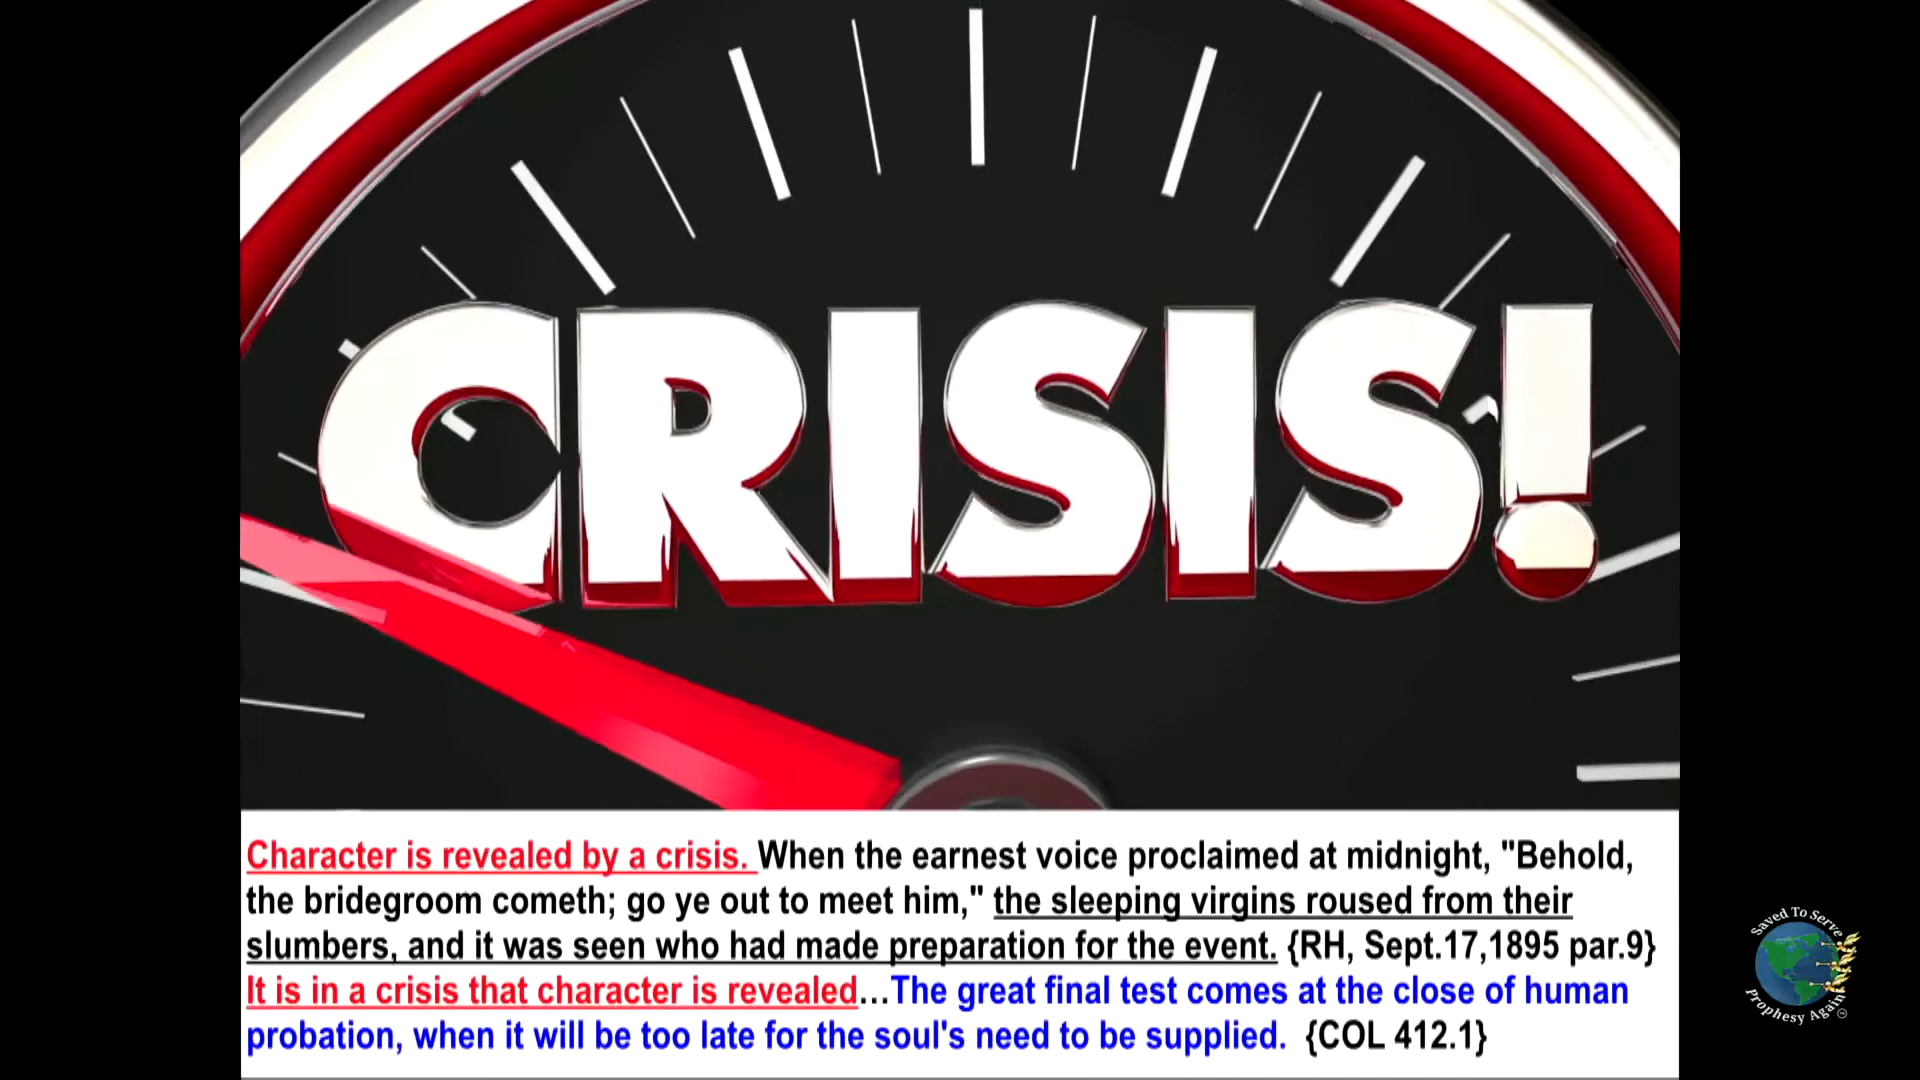 CRISIS!
Character is revealed by a crisis. When the earnest voice proclaimed at midnight, "Behold,
the bridegroom cometh; go ye out to meet him," the sleeping virgins roused from their
slumbers, and it was seen who had made preparation for the event. {RH, Sept.17,1895 par.9}
It is in a crisis that character is revealed…The great final test comes at the close of human
probation, when it will be too late for the soul's need to be supplied. {COL 412.1}
Saved To Serve
Prophesy Again